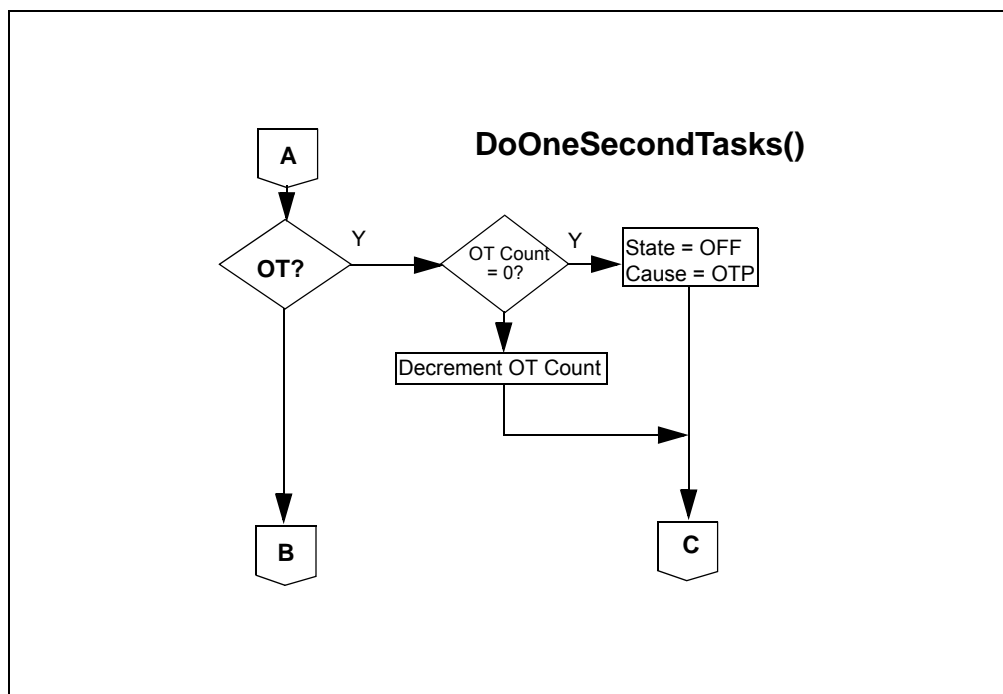 DoOneSecondTasks()
A
OT?
Y
OT Count
= 0?
Y
State = OFF
Cause = OTP
Decrement OT Count
B
C